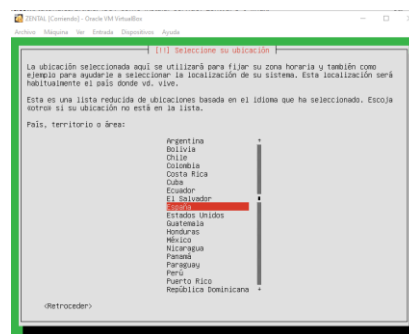 ZENTAL [Corriendo] - Oracle VM VirtualBox
Archivo Máquina Ver Entrada Dispositivos Ayuda
[!!] Seleccione su ubicación
La ubicación seleccionada aquí se utilizará para fijar su zona horaria y también como
ejemplo para ayudarle a seleccionar la localización de su sistema. Esta localización será
habitualmente el país donde vd. vive.
Esta es una lista reducida de ubicaciones basada en el idioma que ha seleccionado. Escoja
«otro» si su ubicación no está en la lista.
País, territorio o área:
Argentina
Bolivia
Chile
Colombia
Costa Rica
Cuba
Ecuador
El Salvador
España
Estados Unidos
Guatemala
Honduras
México
Nicaragua
Panamá
Paraguay
Perú
Puerto Rico
República Dominicana
<Retroceder>